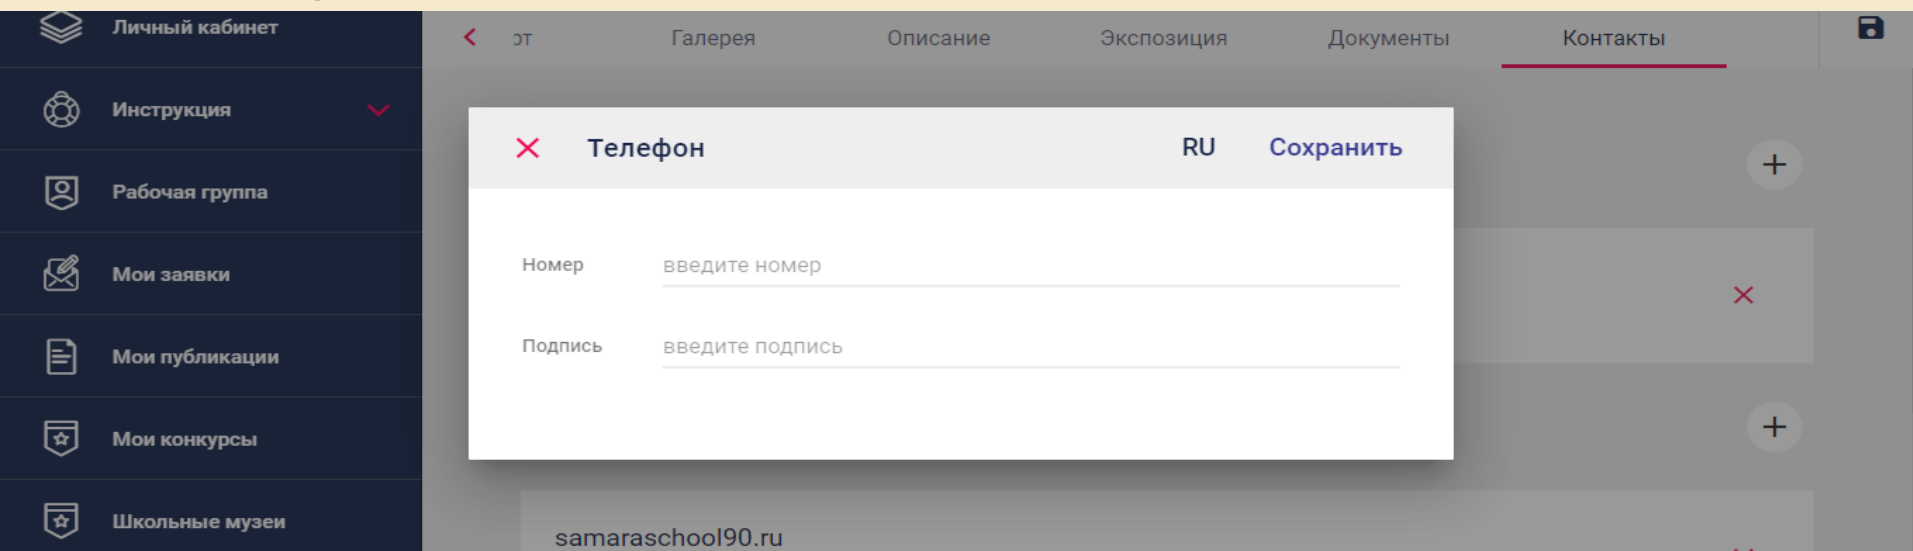 Личный кабинет
Инструкция
Рабочая группа
Мои заявки
Мои публикации
Мои конкурсы
Школьные музеи
от Галерея Описание Экспозиция Документы Контакты
Телефон RU Сохранить
Номер введите номер
Подпись введите подпись
samaraschool90.ru